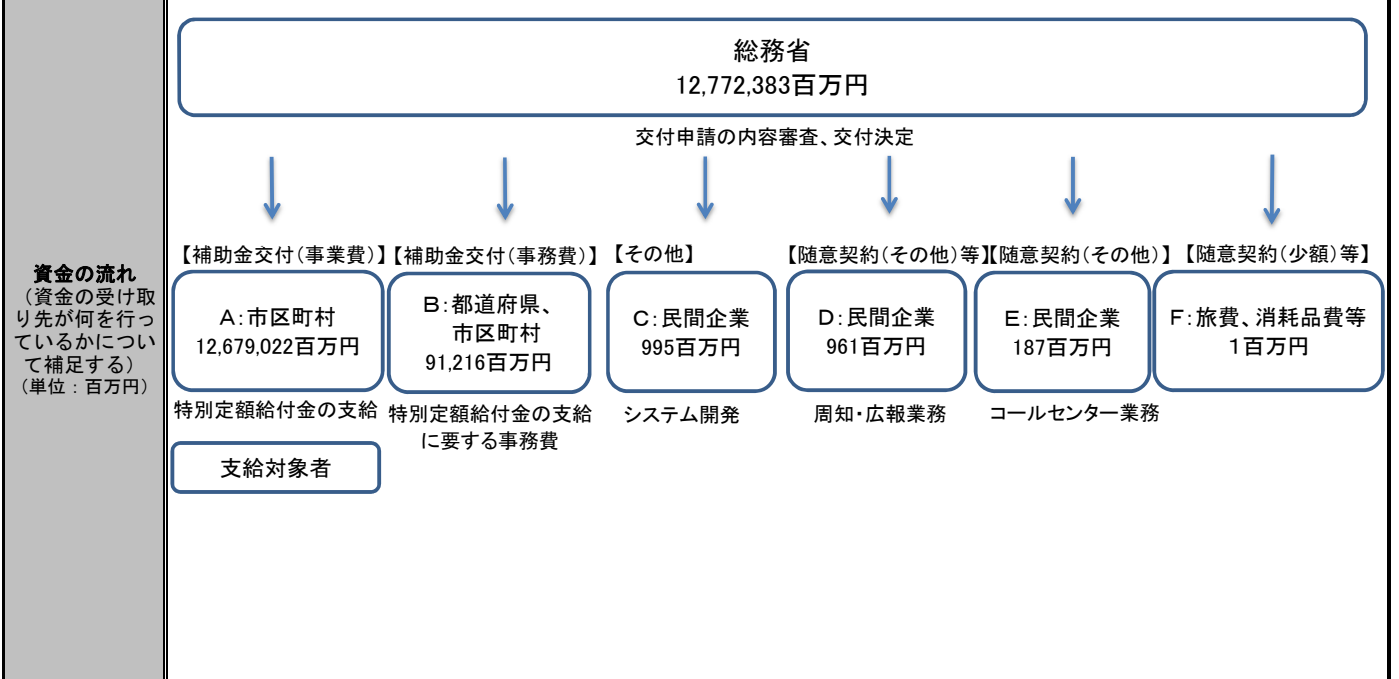 資金の流れ
（資金の受け取
り先が何を行っ
ているかについ
て補足する）
（単位：百万円）
総務省
12,772,383百万円
交付申請の内容審査、交付決定
【補助金交付（事業費）】
A：市区町村
12,679,022百万円
特別定額給付金の支給
支給対象者
【補助金交付（事務費）】
B：都道府県、
市区町村
91,216百万円
特別定額給付金の支給
に要する事務費
【その他】
C：民間企業
995百万円
システム開発
【随意契約（その他）等】
D：民間企業
961百万円
周知・広報業務
【随意契約（その他）】
E：民間企業
187百万円
コールセンター業務
【随意契約（少額）等】
F：旅費、消耗品費等
1百万円